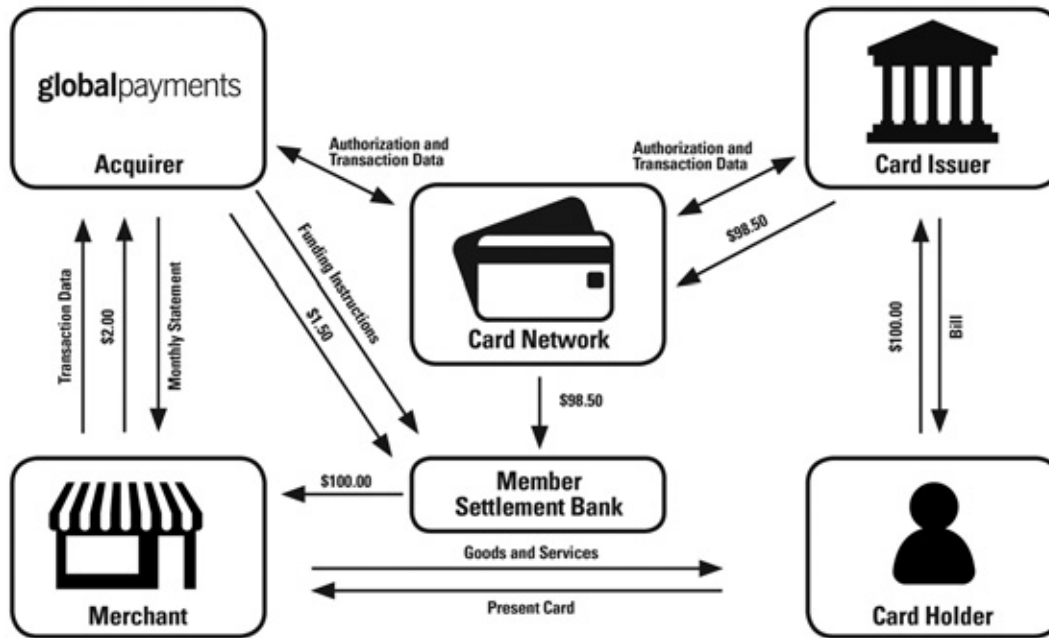 globalpayments
Acquirer
Card Issuer
Authorization and
Transaction Data
Authorization and
Transaction Data
$98.50
Card Network
Transaction Data
$2.00
Monthly Statement
Funding Instructions
$1.50
$98.50
$100.00
Bill
$100.00
Member
Settlement Bank
Goods and Services
Present Card
Merchant
Card Holder